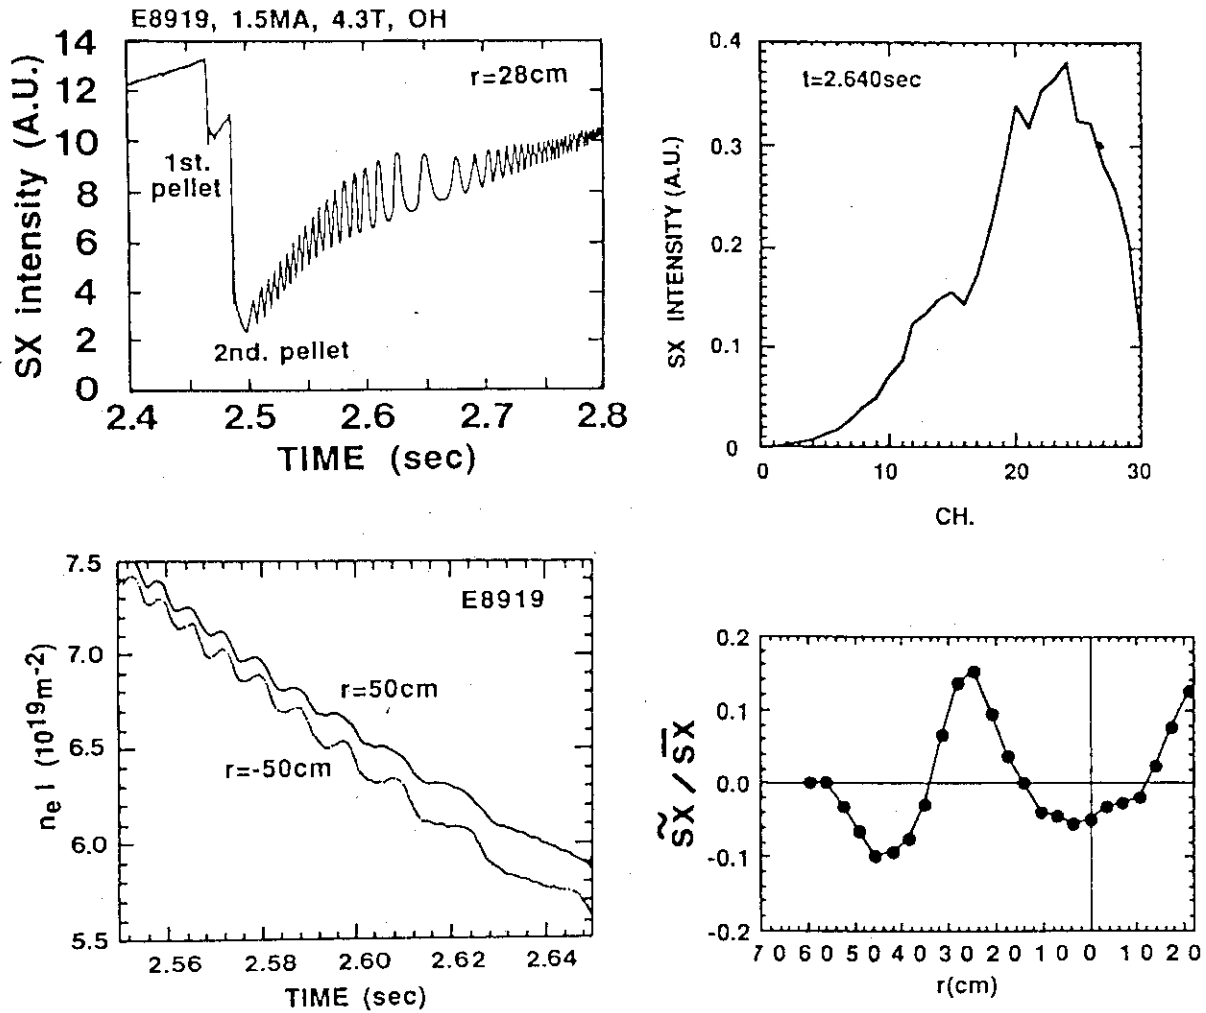 E8919, 1.5MA, 4.3T, OH
SX intensity (A.U.)
14
12
10
8
6
4
2
0
r=28cm
1st.
pellet
2nd. pellet
2.4 2.5 2.6 2.7 2.8
TIME (sec)
SX INTENSITY (A.U.)
0.4
0.3
0.2
0.1
0
t=2.640sec
0 10 20 30
CH.
n_e l (10^19 m^-2)
7.5
7.0
6.5
6.0
5.5
E8919
r=50cm
r=-50cm
2.56 2.58 2.60 2.62 2.64
TIME (sec)
S̃X / S̅X̅
0.2
0.1
0.0
-0.1
-0.2
7 0 6 0 5 0 4 0 3 0 2 0 1 0 0 1 0 2 0
r(cm)